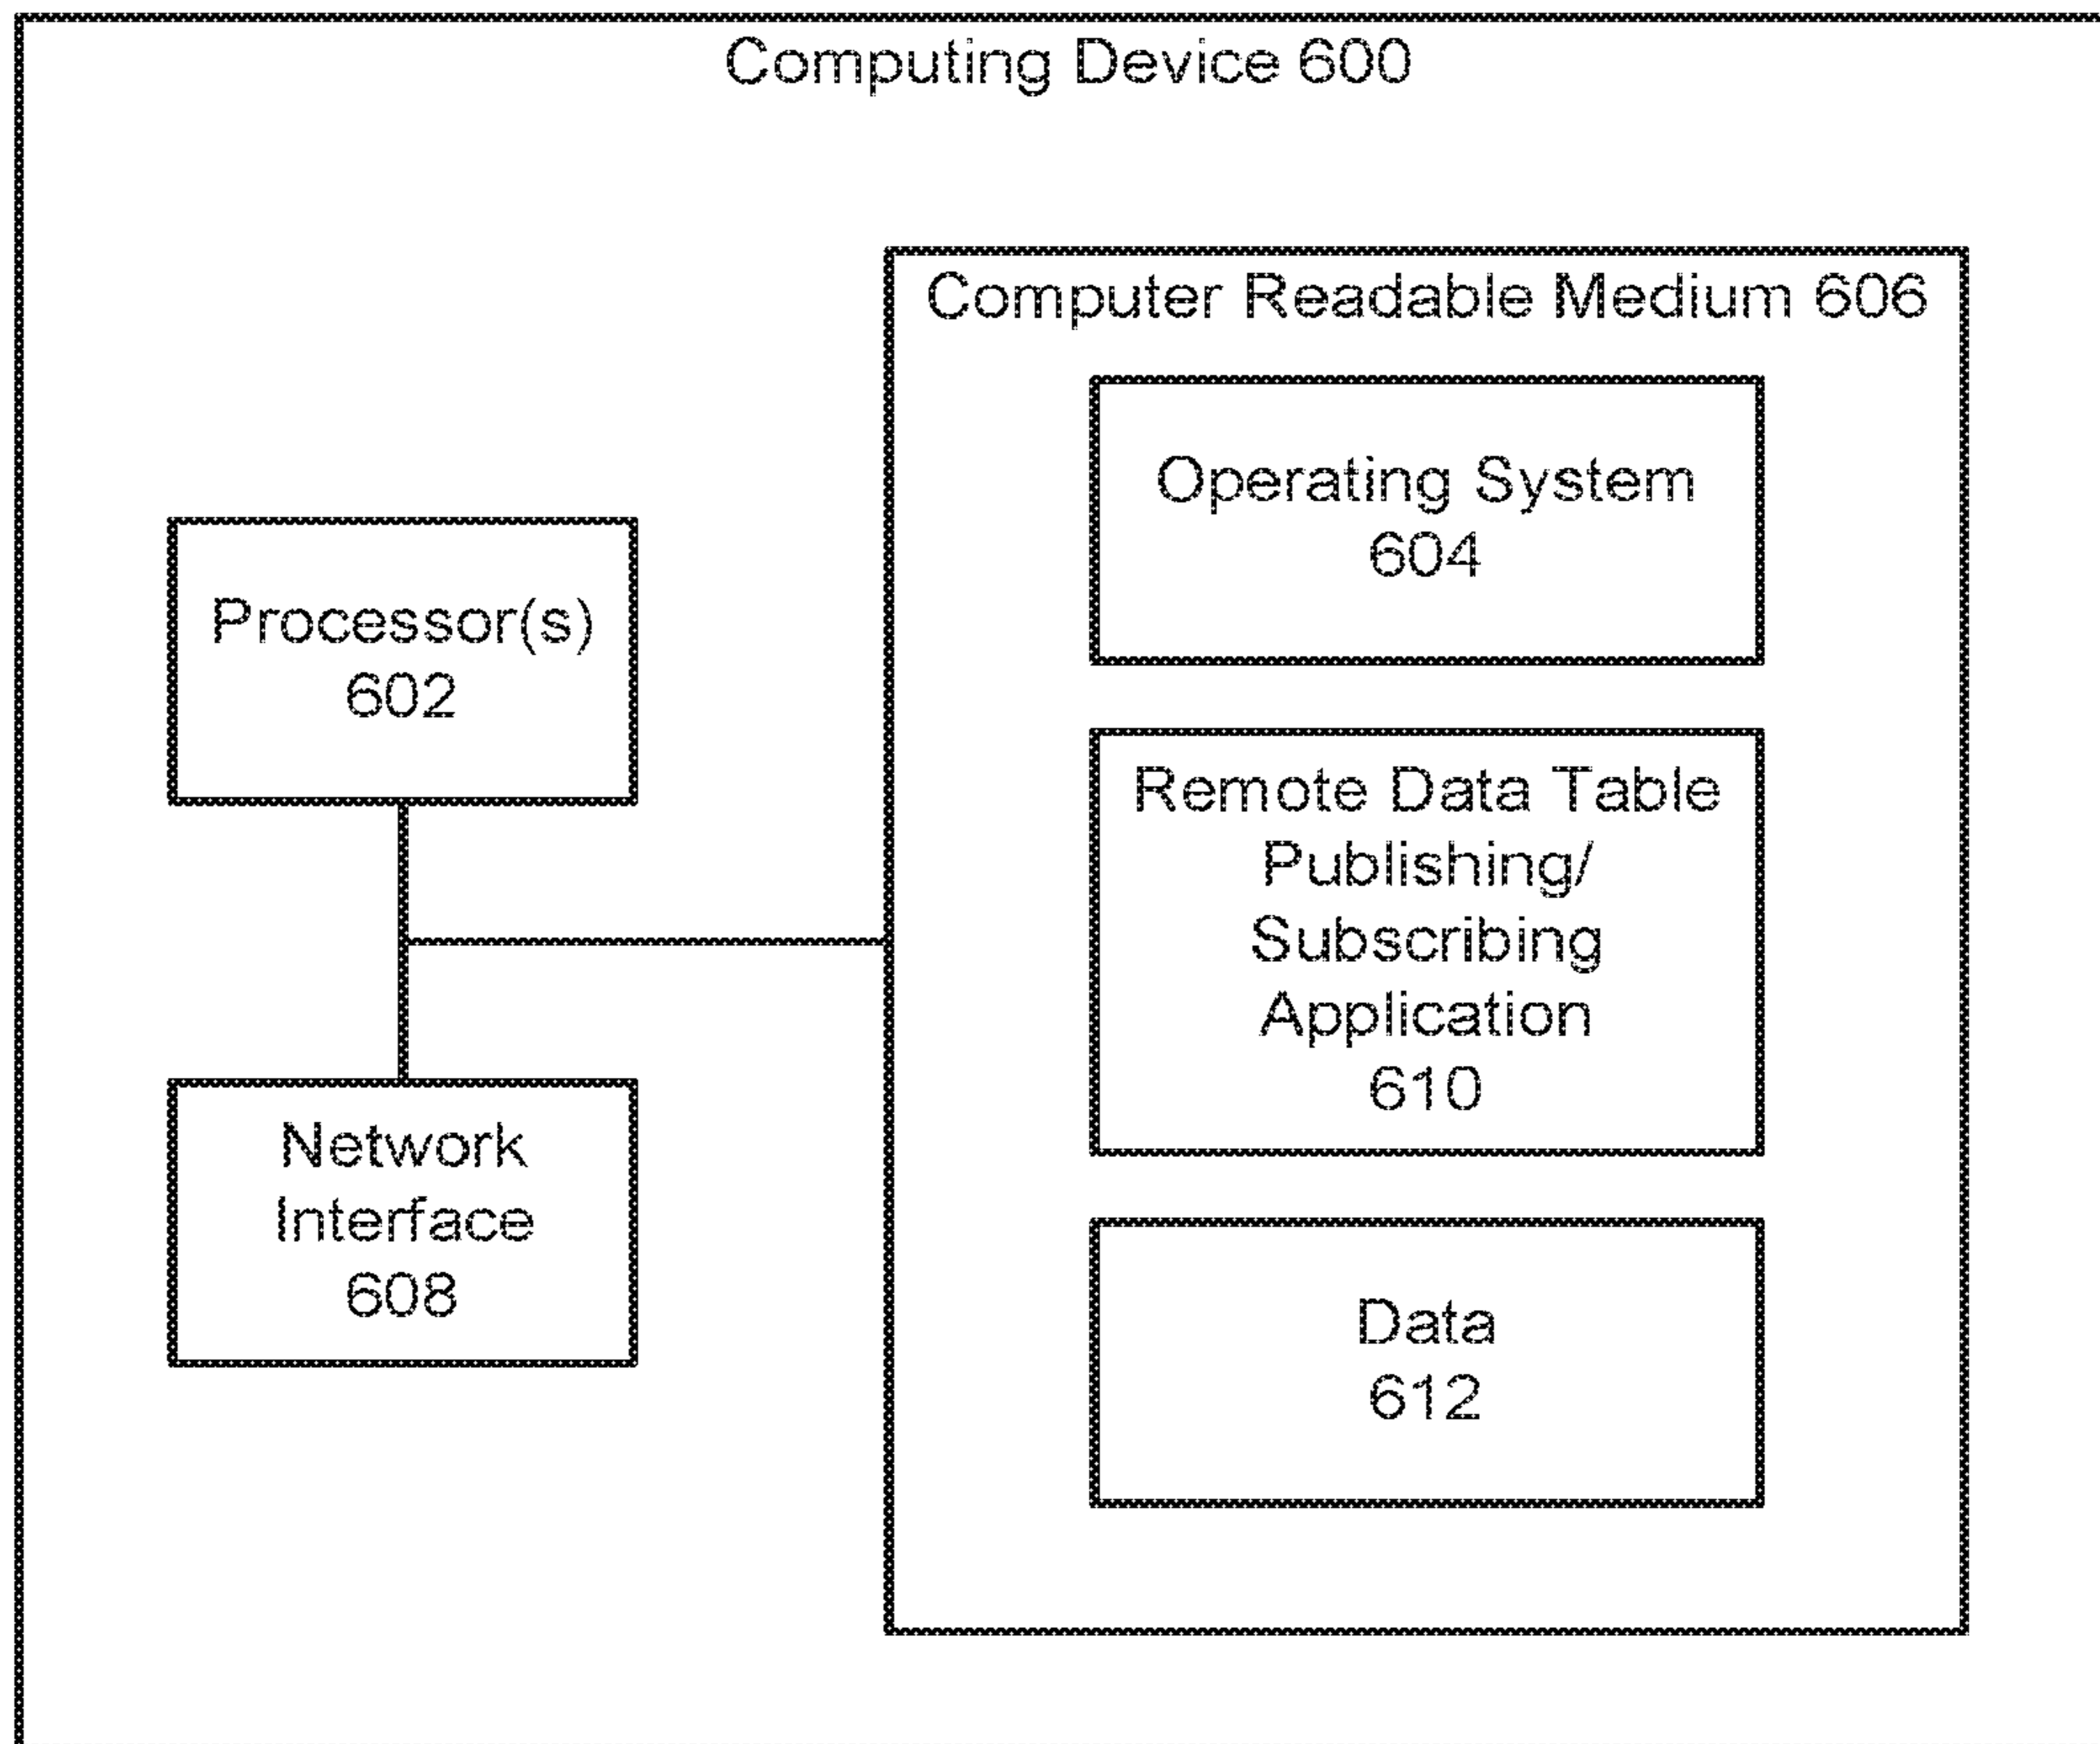 Computing Device 600
Computer Readable Medium 606
Operating System
604
Processor(s)
602
Remote Data Table
Publishing/
Subscribing
Application
610
Network
Interface
608
Data
612